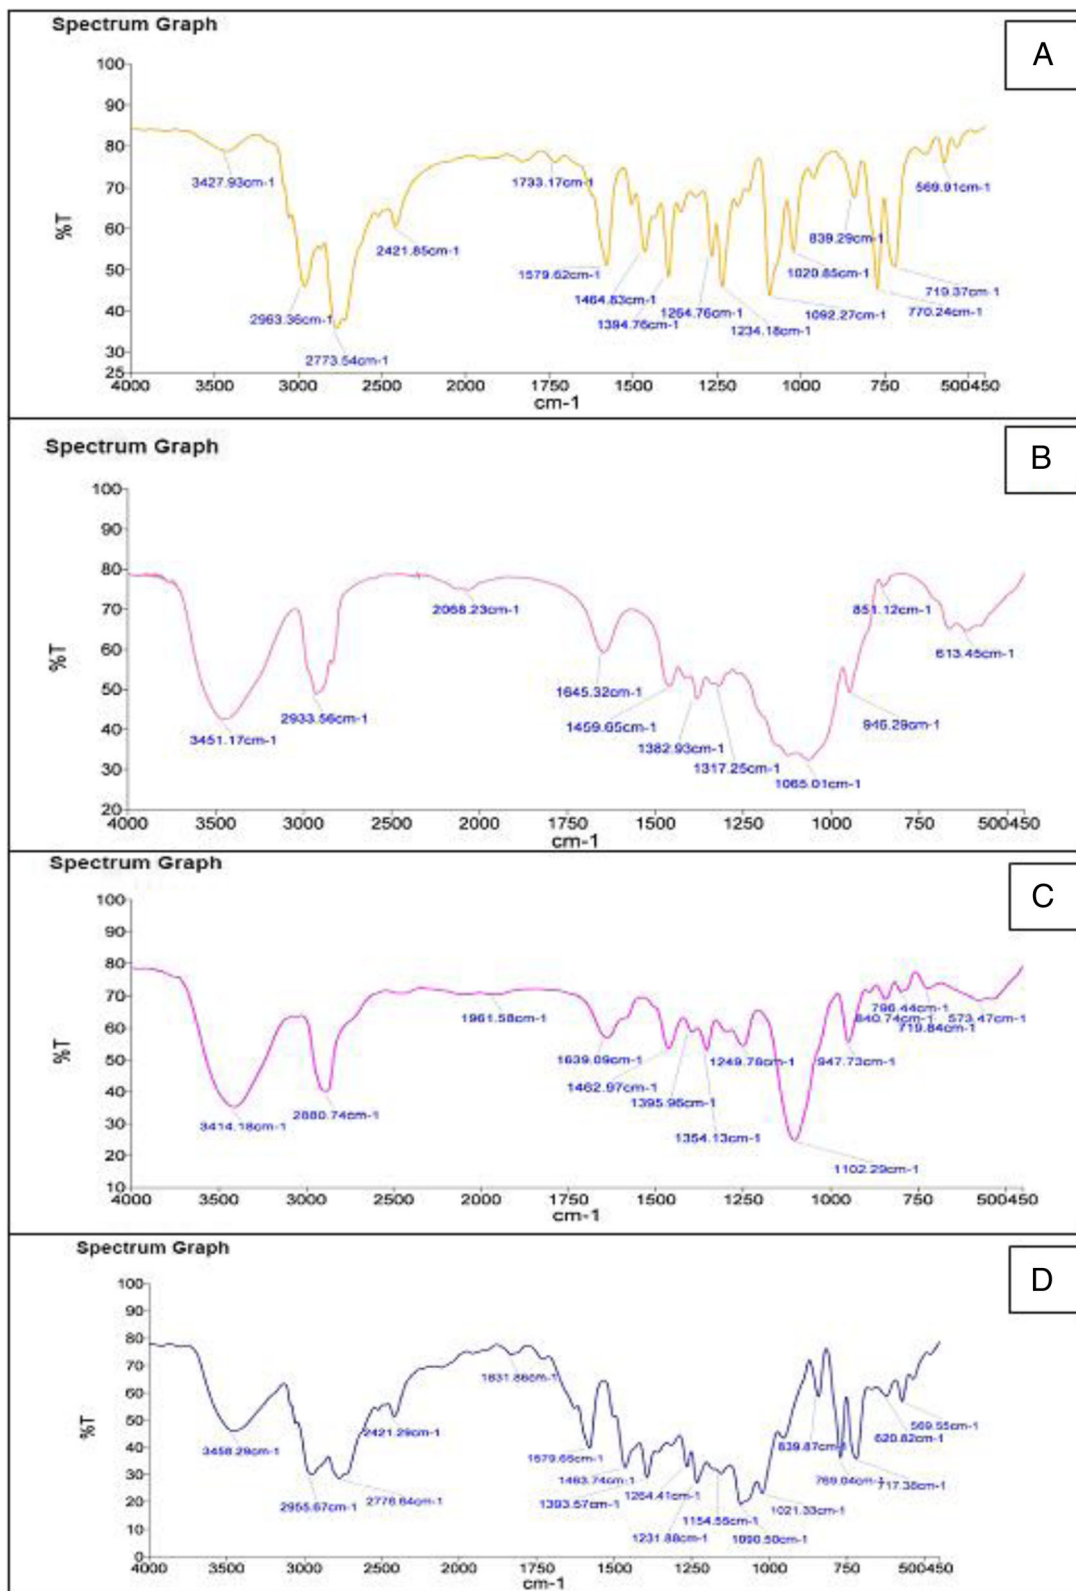 Spectrum Graph
A
100
90
80
70
60
50
40
30
25
%T
3427.93cm-1
2963.36cm-1
2773.54cm-1
2421.85cm-1
1733.17cm-1
1579.62cm-1
1464.83cm-1
1394.76cm-1
1264.76cm-1
1234.18cm-1
1092.27cm-1
1020.85cm-1
839.29cm-1
770.24cm-1
719.37cm-1
569.91cm-1
4000 3500 3000 2500 2000 1750 1500 1250 1000 750 500450
cm-1
Spectrum Graph
B
100
90
80
70
60
50
40
30
20
%T
3451.17cm-1
2933.56cm-1
2068.23cm-1
1645.32cm-1
1459.65cm-1
1382.93cm-1
1317.25cm-1
1065.01cm-1
946.29cm-1
851.12cm-1
613.45cm-1
4000 3500 3000 2500 2000 1750 1500 1250 1000 750 500450
cm-1
Spectrum Graph
C
100
90
80
70
60
50
40
30
20
10
%T
3414.18cm-1
2880.74cm-1
1961.58cm-1
1639.09cm-1
1462.97cm-1
1395.96cm-1
1354.13cm-1
1249.78cm-1
1102.29cm-1
947.73cm-1
840.74cm-1
796.44cm-1
719.84cm-1
573.47cm-1
4000 3500 3000 2500 2000 1750 1500 1250 1000 750 500450
cm-1
Spectrum Graph
D
100
90
80
70
60
50
40
30
20
10
0
%T
3458.29cm-1
2955.67cm-1
2776.64cm-1
2421.29cm-1
1831.86cm-1
1579.66cm-1
1463.74cm-1
1393.57cm-1
1264.41cm-1
1231.88cm-1
1154.56cm-1
1090.50cm-1
1021.33cm-1
839.87cm-1
769.04cm-1
717.38cm-1
620.82cm-1
569.55cm-1
4000 3500 3000 2500 2000 1750 1500 1250 1000 750 500450
cm-1